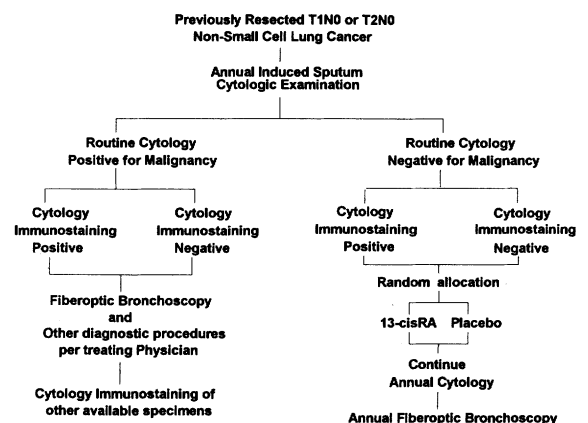 Previously Resected T1N0 or T2N0
Non-Small Cell Lung Cancer
Annual Induced Sputum
Cytologic Examination
Routine Cytology
Positive for Malignancy
Routine Cytology
Negative for Malignancy
Cytology
Immunostaining
Positive
Cytology
Immunostaining
Negative
Cytology
Immunostaining
Positive
Cytology
Immunostaining
Negative
Fiberoptic Bronchoscopy
and
Other diagnostic procedures
per treating Physician
Cytology Immunostaining of
other available specimens
Random allocation
13-cisRA Placebo
Continue
Annual Cytology
Annual Fiberoptic Bronchoscopy